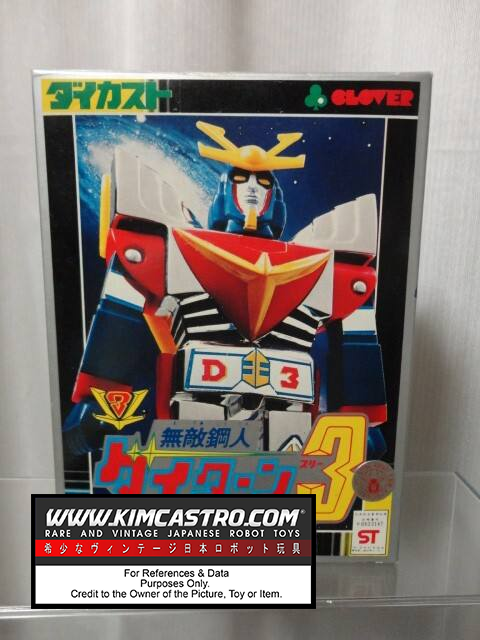 ダイカスト
CLOVER
D 3
3
無敵鋼人
ダイターン3
スリー
ST
WWW.KIMCASTRO.COM
RARE AND VINTAGE JAPANESE ROBOT TOYS
希少なヴィンテージ日本ロボット玩具
For References & Data
Purposes Only.
Credit to the Owner of the Picture, Toy or Item.